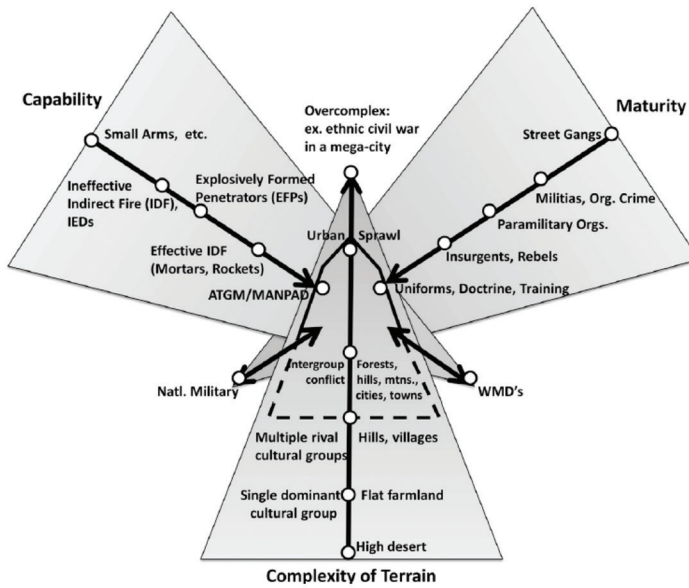 Capability
Small Arms, etc.
Ineffective
Indirect Fire (IDF),
IEDs
Explosively Formed
Penetrators (EFPs)
Effective IDF
(Mortars, Rockets)
ATGM/MANPAD
Natl. Military
Overcomplex:
ex. ethnic civil war
in a mega-city
Maturity
Street Gangs
Militias, Org. Crime
Paramilitary Orgs.
Insurgents, Rebels
Uniforms, Doctrine, Training
WMD's
Urban Sprawl
Intergroup
conflict
Forests,
hills, mtns.,
cities, towns
Multiple rival
cultural groups
Hills, villages
Single dominant
cultural group
Flat farmland
High desert
Complexity of Terrain